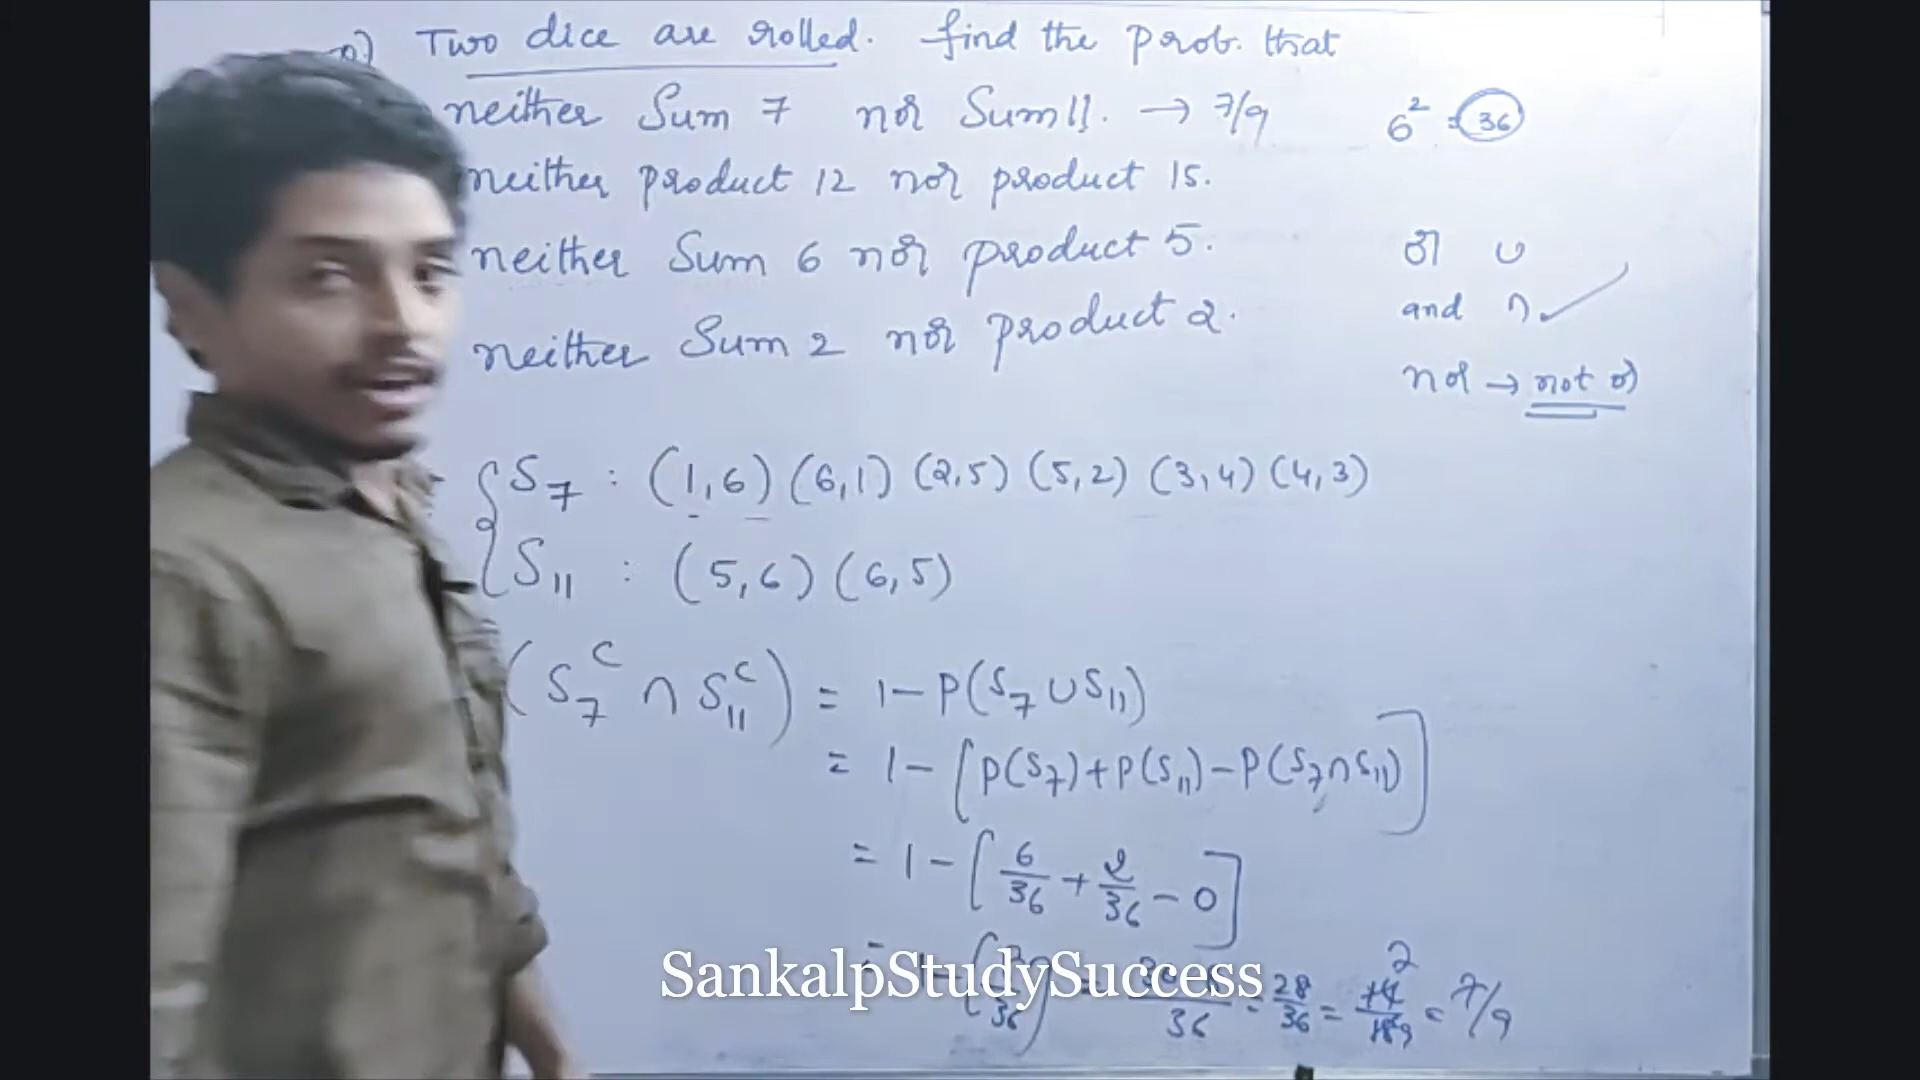 Two dice are rolled. find the prob. that
neither Sum 7 nor Sum 11. → 7/9
6² = 36
neither product 12 nor product 15.
neither Sum 6 nor product 5.
neither Sum 2 nor product 2.
or ∪
and ∩ ✓
nor → not or
S₇ : (1,6) (6,1) (2,5) (5,2) (3,4) (4,3)
S₁₁ : (5,6) (6,5)
(S₇ᶜ ∩ S₁₁ᶜ) = 1 - P(S₇ ∪ S₁₁)
= 1 - [P(S₇) + P(S₁₁) - P(S₇ ∩ S₁₁)]
= 1 - [6/36 + 2/36 - 0]
= 28/36 = 14/18 = 7/9
SankalpStudySuccess